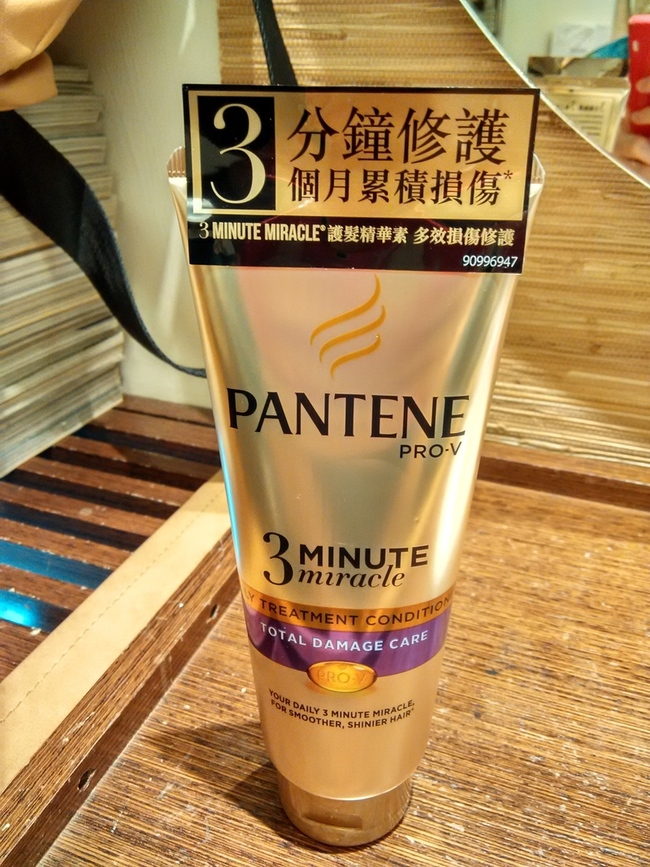 3分鐘修護
個月累積損傷*
3 MINUTE MIRACLE® 護髮精華素 多效損傷修護
90996947
PANTENE
PRO-V
3 MINUTE
miracle
TREATMENT CONDITION
TOTAL DAMAGE CARE
PRO-V
YOUR DAILY 3 MINUTE MIRACLE,
FOR SMOOTHER, SHINIER HAIR*